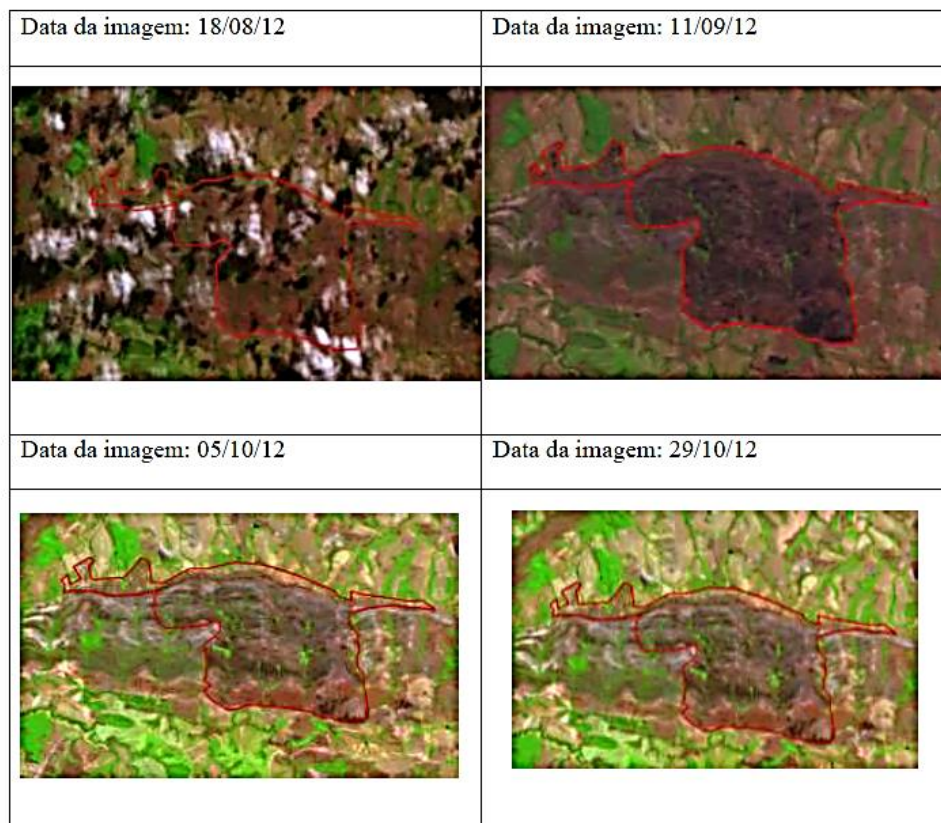 Data da imagem: 18/08/12
Data da imagem: 11/09/12
Data da imagem: 05/10/12
Data da imagem: 29/10/12